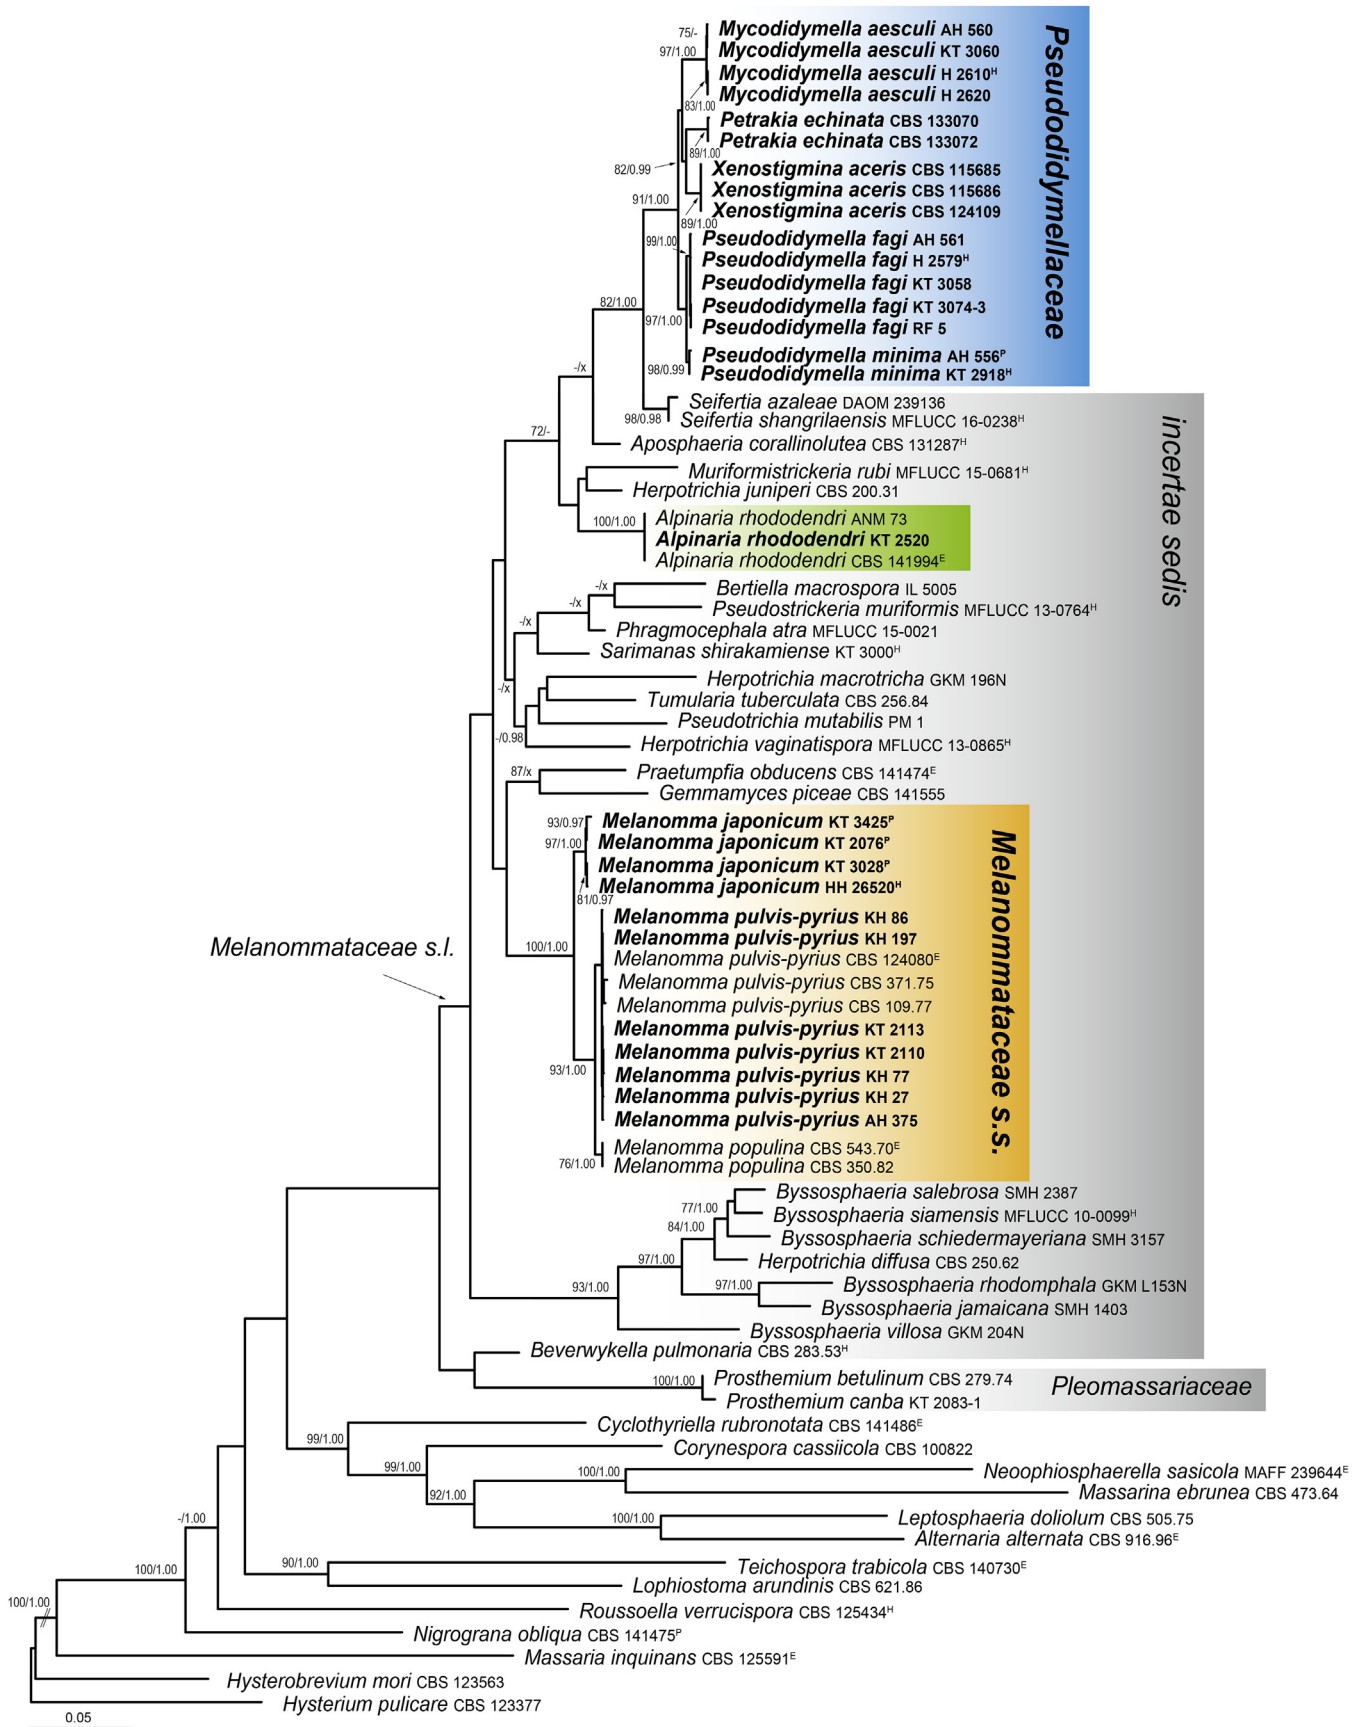 75/-
Mycodidymella aesculi AH 560
97/1.00
Mycodidymella aesculi KT 3060
Mycodidymella aesculi H 2610ᴴ
Mycodidymella aesculi H 2620
83/1.00
Petrakia echinata CBS 133070
Petrakia echinata CBS 133072
89/1.00
82/0.99
Xenostigmina aceris CBS 115685
Xenostigmina aceris CBS 115686
91/1.00
Xenostigmina aceris CBS 124109
89/1.00
99/1.00
Pseudodidymella fagi AH 561
Pseudodidymella fagi H 2579ᴴ
Pseudodidymella fagi KT 3058
82/1.00
Pseudodidymella fagi KT 3074-3
97/1.00
Pseudodidymella fagi RF 5
Pseudodidymella minima AH 556ᴾ
98/0.99
Pseudodidymella minima KT 2918ᴴ
Pseudodidymellaceae
-/x
Seifertia azaleae DAOM 239136
98/0.98
Seifertia shangrilaensis MFLUCC 16-0238ᴴ
72/-
Aposphaeria corallinolutea CBS 131287ᴴ
incertae sedis
Muriformistrickeria rubi MFLUCC 15-0681ᴴ
Herpotrichia juniperi CBS 200.31
100/1.00
Alpinaria rhododendri ANM 73
Alpinaria rhododendri KT 2520
Alpinaria rhododendri CBS 141994ᴱ
-/x
Bertiella macrospora IL 5005
-/x
Pseudostrickeria muriformis MFLUCC 13-0764ᴴ
-/x
Phragmocephala atra MFLUCC 15-0021
Sarimanas shirakamiense KT 3000ᴴ
-/x
Herpotrichia macrotricha GKM 196N
Tumularia tuberculata CBS 256.84
Pseudotrichia mutabilis PM 1
-/0.98
Herpotrichia vaginatispora MFLUCC 13-0865ᴴ
87/x
Praetumpfia obducens CBS 141474ᴱ
Gemmamyces piceae CBS 141555
93/0.97
Melanomma japonicum KT 3425ᴾ
97/1.00
Melanomma japonicum KT 2076ᴾ
Melanomma japonicum KT 3028ᴾ
Melanomma japonicum HH 26520ᴴ
81/0.97
Melanomma pulvis-pyrius KH 86
Melanomma pulvis-pyrius KH 197
100/1.00
Melanommataceae s.l.
Melanomma pulvis-pyrius CBS 124080ᴱ
Melanomma pulvis-pyrius CBS 371.75
Melanomma pulvis-pyrius CBS 109.77
Melanomma pulvis-pyrius KT 2113
Melanomma pulvis-pyrius KT 2110
93/1.00
Melanomma pulvis-pyrius KH 77
Melanomma pulvis-pyrius KH 27
Melanomma pulvis-pyrius AH 375
Melanomma populina CBS 543.70ᴱ
76/1.00
Melanomma populina CBS 350.82
Melanommataceae s.s.
Byssosphaeria salebrosa SMH 2387
77/1.00
Byssosphaeria siamensis MFLUCC 10-0099ᴴ
84/1.00
Byssosphaeria schiedermayeriana SMH 3157
97/1.00
Herpotrichia diffusa CBS 250.62
93/1.00
97/1.00
Byssosphaeria rhodomphala GKM L153N
Byssosphaeria jamaicana SMH 1403
Byssosphaeria villosa GKM 204N
Beverwykella pulmonaria CBS 283.53ᴴ
100/1.00
Prosthemium betulinum CBS 279.74
Prosthemium canba KT 2083-1
Pleomassariaceae
Cyclothyriella rubronotata CBS 141486ᴱ
99/1.00
Corynespora cassiicola CBS 100822
99/1.00
100/1.00
Neoophiosphaerella sasicola MAFF 239644ᴱ
92/1.00
Massarina ebrunea CBS 473.64
100/1.00
Leptosphaeria doliolum CBS 505.75
-/1.00
Alternaria alternata CBS 916.96ᴱ
90/1.00
Teichospora trabicola CBS 140730ᴱ
100/1.00
Lophiostoma arundinis CBS 621.86
100/1.00
Roussoella verrucispora CBS 125434ᴴ
Nigrograna obliqua CBS 141475ᴾ
Massaria inquinans CBS 125591ᴱ
Hysterobrevium mori CBS 123563
Hysterium pulicare CBS 123377
0.05